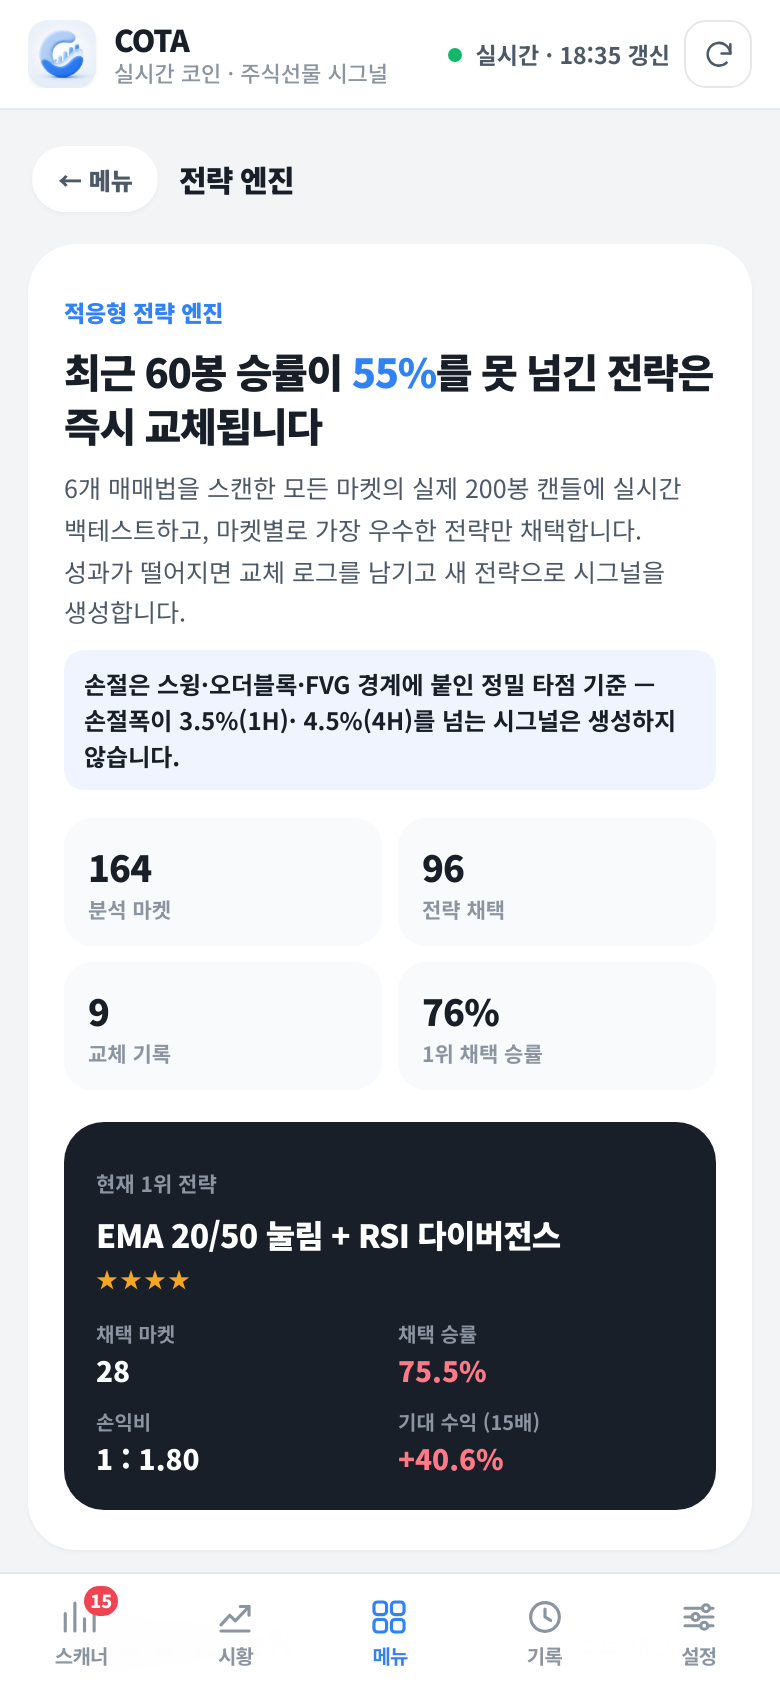 COTA
실시간 코인 · 주식선물 시그널
실시간 · 18:35 갱신
← 메뉴
전략 엔진
적응형 전략 엔진
최근 60봉 승률이 55%를 못 넘긴 전략은
즉시 교체됩니다
6개 매매법을 스캔한 모든 마켓의 실제 200봉 캔들에 실시간
백테스트하고, 마켓별로 가장 우수한 전략만 채택합니다.
성과가 떨어지면 교체 로그를 남기고 새 전략으로 시그널을
생성합니다.
손절은 스윙·오더블록·FVG 경계에 붙인 정밀 타점 기준 —
손절폭이 3.5%(1H)· 4.5%(4H)를 넘는 시그널은 생성하지
않습니다.
164
분석 마켓
96
전략 채택
9
교체 기록
76%
1위 채택 승률
현재 1위 전략
EMA 20/50 눌림 + RSI 다이버전스
★★★★
채택 마켓
28
채택 승률
75.5%
손익비
1 : 1.80
기대 수익 (15배)
+40.6%
15
스캐너
시황
메뉴
기록
설정